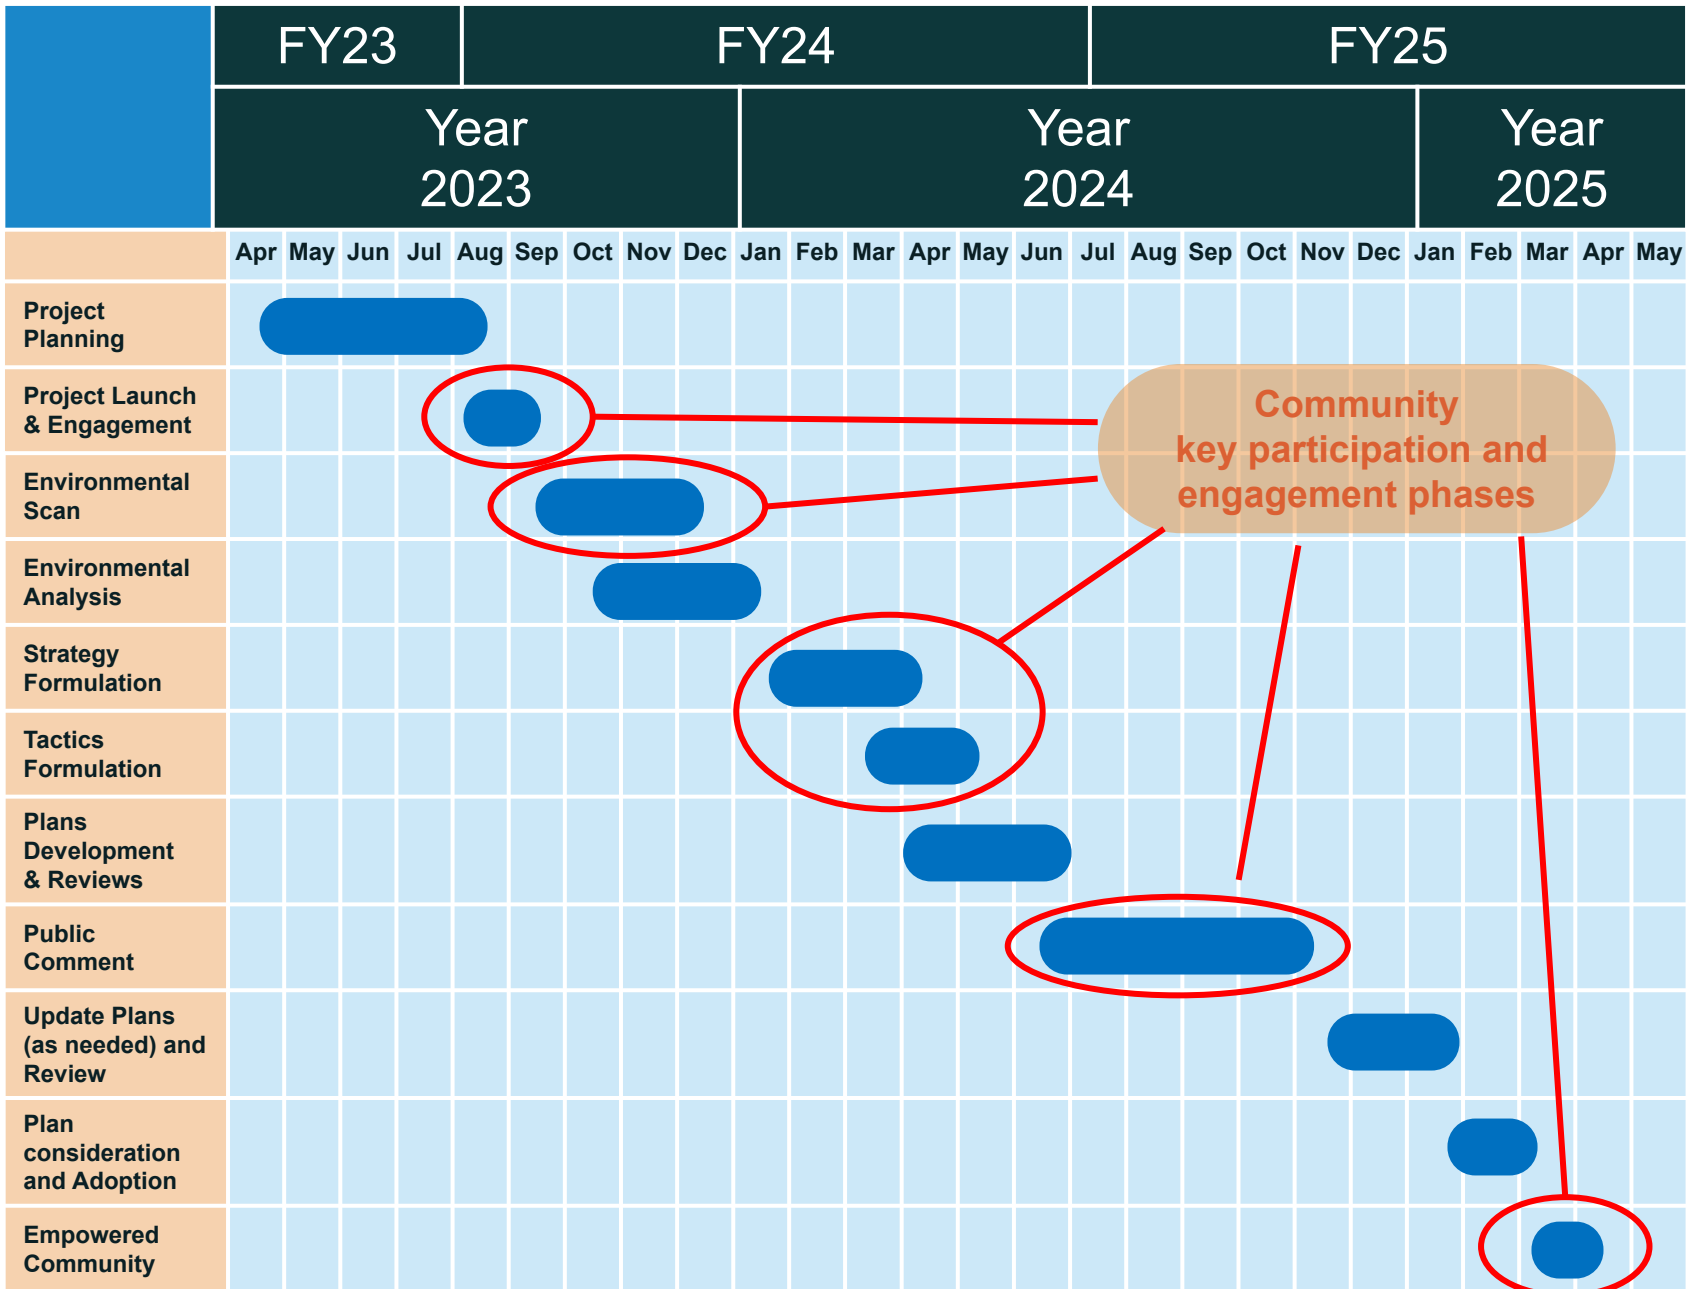 FY23 FY24 FY25
Year Year Year
2023 2024 2025
Apr May Jun Jul Aug Sep Oct Nov Dec Jan Feb Mar Apr May Jun Jul Aug Sep Oct Nov Dec Jan Feb Mar Apr May
Project
Planning
Project Launch
& Engagement
Community
key participation and
engagement phases
Environmental
Scan
Environmental
Analysis
Strategy
Formulation
Tactics
Formulation
Plans
Development
& Reviews
Public
Comment
Update Plans
(as needed) and
Review
Plan
consideration
and Adoption
Empowered
Community